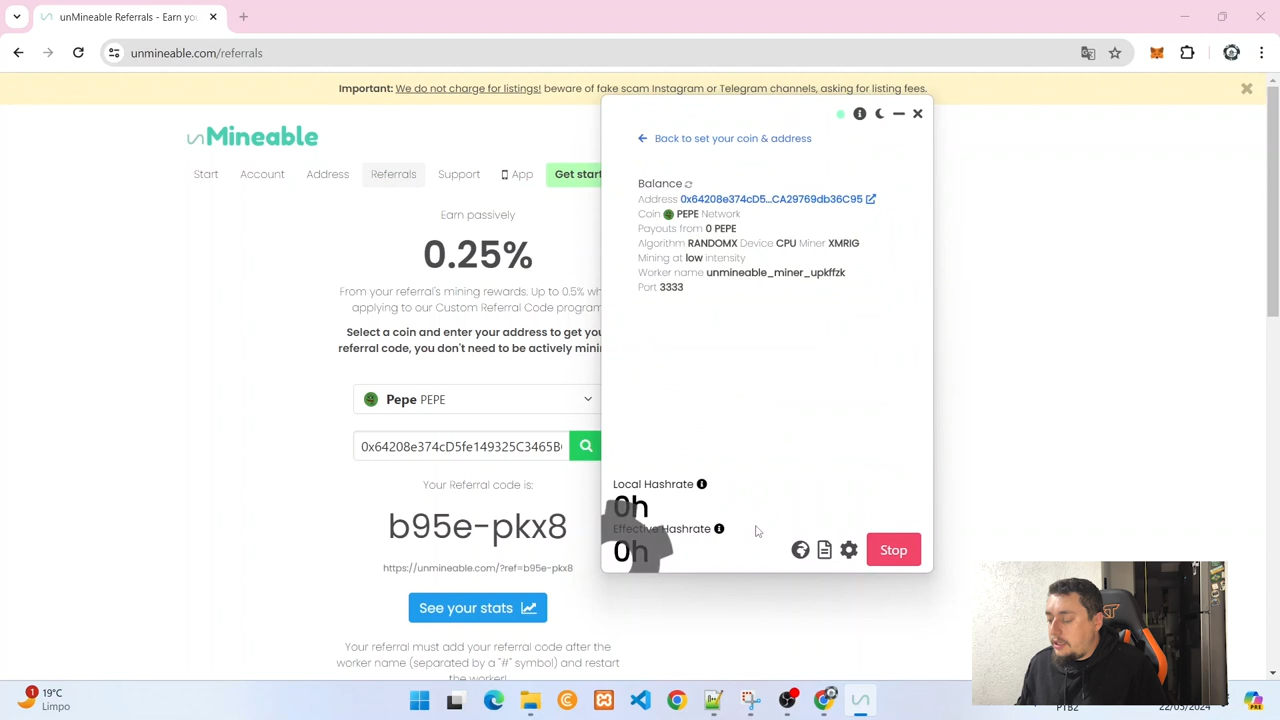 unMineable Referrals - Earn you
unmineable.com/referrals
Important: We do not charge for listings! beware of fake scam Instagram or Telegram channels, asking for listing fees.
unMineable
Start Account Address Referrals Support App Get start
Earn passively
0.25%
From your referral's mining rewards. Up to 0.5% wh
applying to our Custom Referral Code program
Select a coin and enter your address to get you
referral code, you don't need to be actively mini
Pepe PEPE
0x64208e374cD5fe149325C3465B
Your Referral code is:
b95e-pkx8
https://unmineable.com/?ref=b95e-pkx8
See your stats
Your referral must add your referral code after the
worker name (separated by a "#" symbol) and restart
the worker!
Back to set your coin & address
Balance
Address 0x64208e374cD5...CA29769db36C95
Coin PEPE Network
Payouts from 0 PEPE
Algorithm RANDOMX Device CPU Miner XMRIG
Mining at low intensity
Worker name unmineable_miner_upkffzk
Port 3333
Local Hashrate
0h
Effective Hashrate
0h
Stop
1
19°C
Limpo
PTB2
22/05/2024
PRE